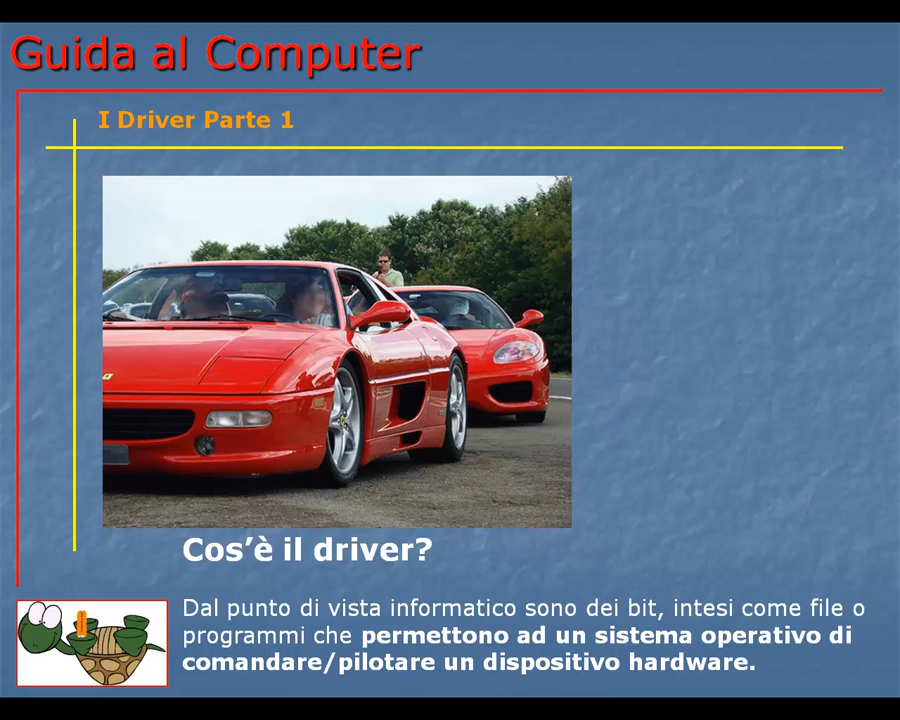 Guida al Computer
I Driver Parte 1
Cos’è il driver?
Dal punto di vista informatico sono dei bit, intesi come file o
programmi che permettono ad un sistema operativo di
comandare/pilotare un dispositivo hardware.